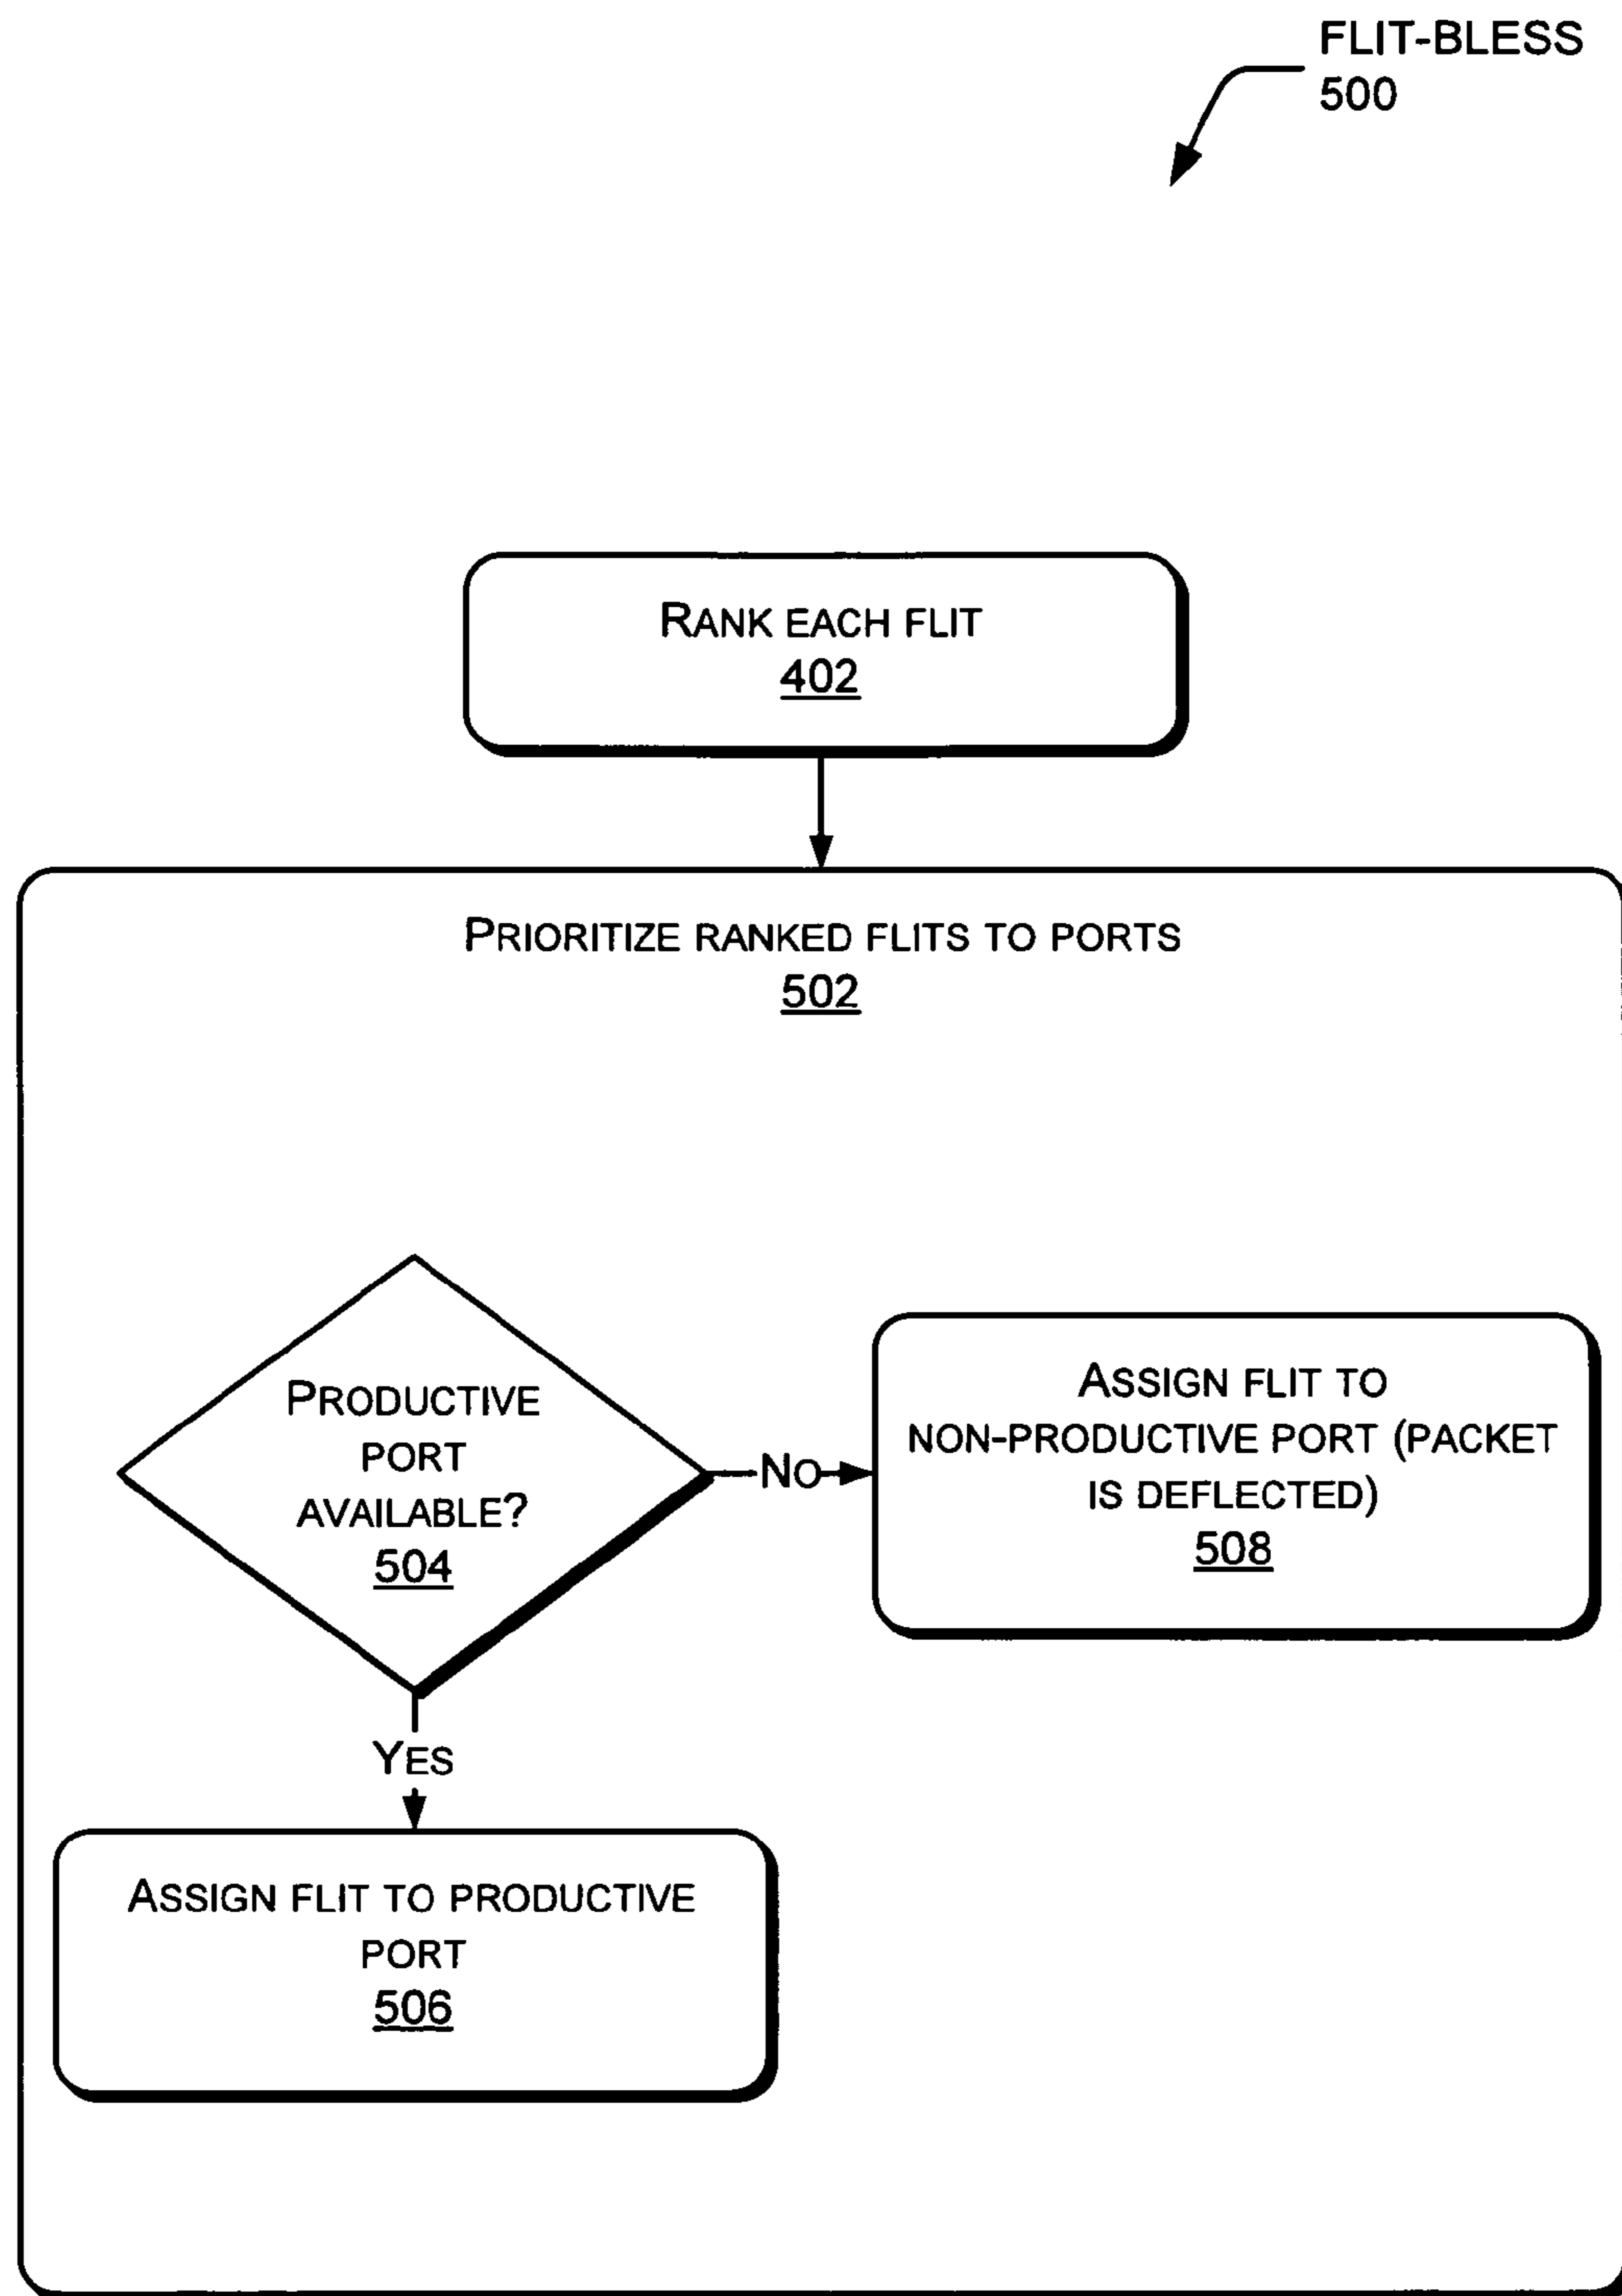 FLIT-BLESS
500
RANK EACH FLIT
402
PRIORITIZE RANKED FLITS TO PORTS
502
PRODUCTIVE
PORT
AVAILABLE?
504
NO
ASSIGN FLIT TO
NON-PRODUCTIVE PORT (PACKET
IS DEFLECTED)
508
YES
ASSIGN FLIT TO PRODUCTIVE
PORT
506